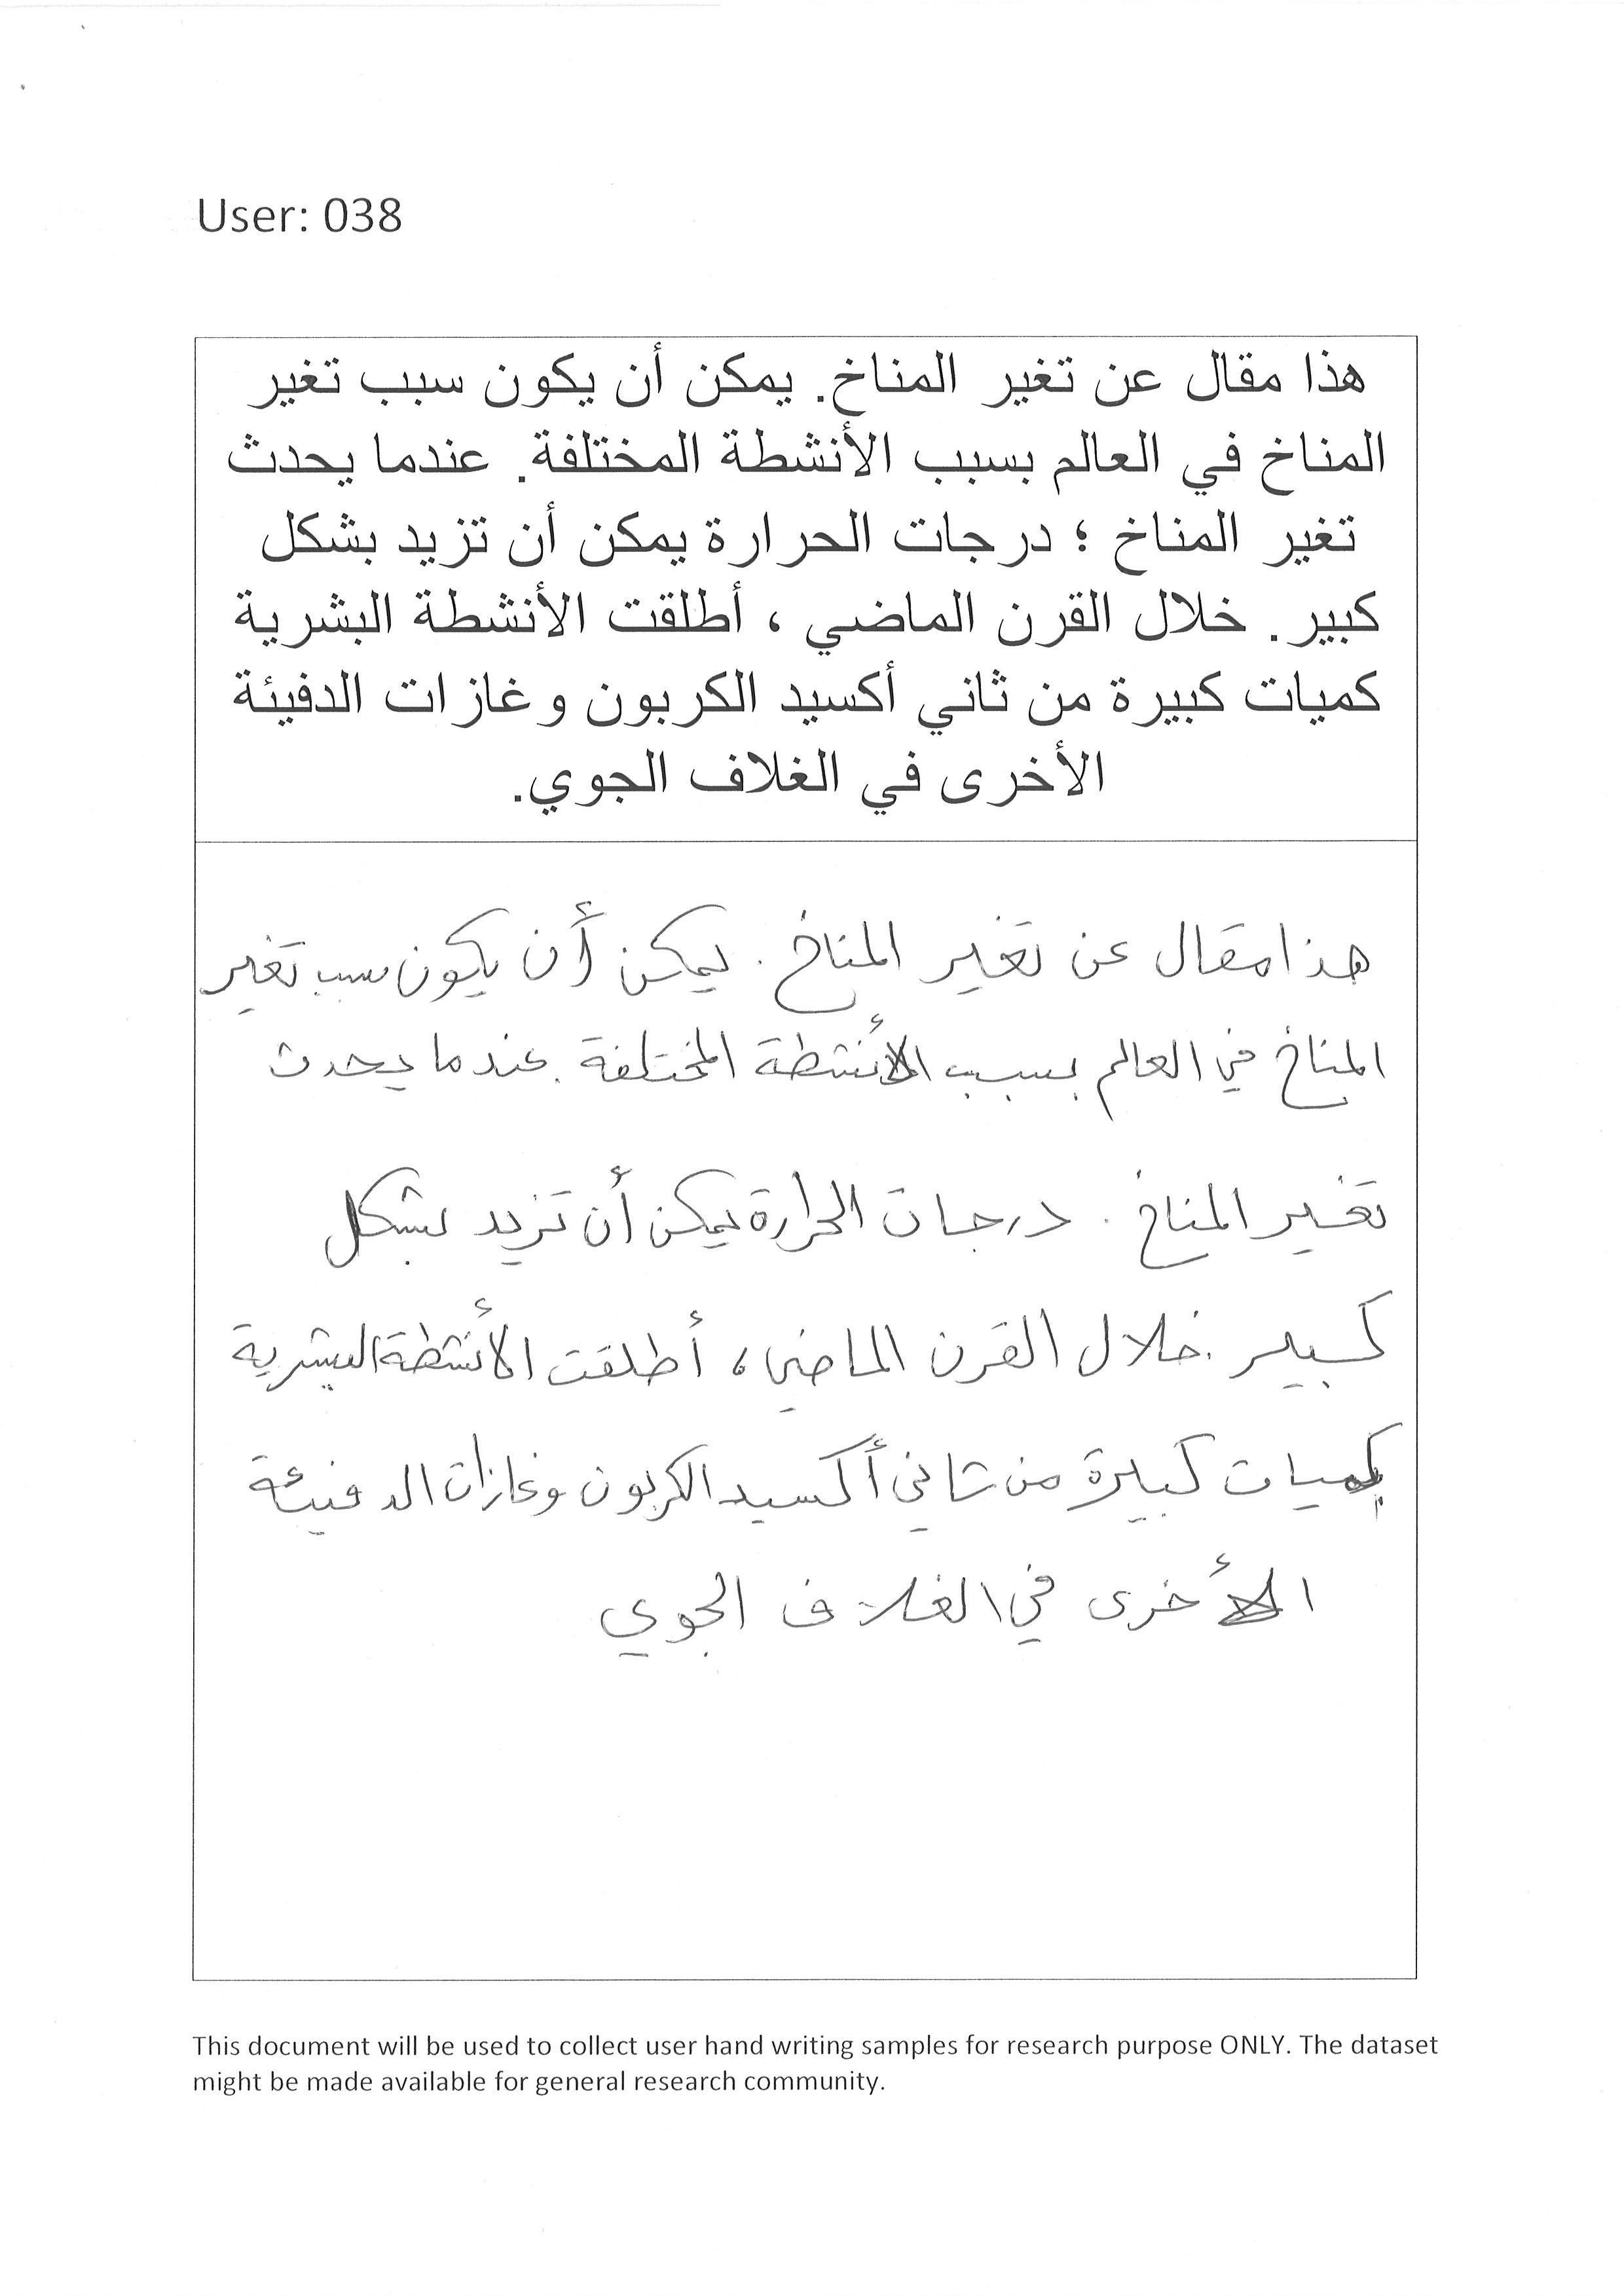 User: 038
هذا مقال عن تغير المناخ. يمكن أن يكون سبب تغير
المناخ في العالم بسبب الأنشطة المختلفة. عندما يحدث
تغير المناخ ؛ درجات الحرارة يمكن أن تزيد بشكل
كبير. خلال القرن الماضي ، أطلقت الأنشطة البشرية
كميات كبيرة من ثاني أكسيد الكربون وغازات الدفيئة
الأخرى في الغلاف الجوي.
هذا مقال عن تغير المناخ. يمكن أن يكون سبب تغير
المناخ في العالم بسبب الأنشطة المختلفة. عندما يحدث
تغير المناخ . درجات الحرارة يمكن أن تزيد بشكل
كبير. خلال القرن الماضي، أطلقت الأنشطة البشرية
كميات كبيرة من ثاني أكسيد الكربون وغازات الدفيئة
الأخرى في الغلاف الجوي
This document will be used to collect user hand writing samples for research purpose ONLY. The dataset
might be made available for general research community.